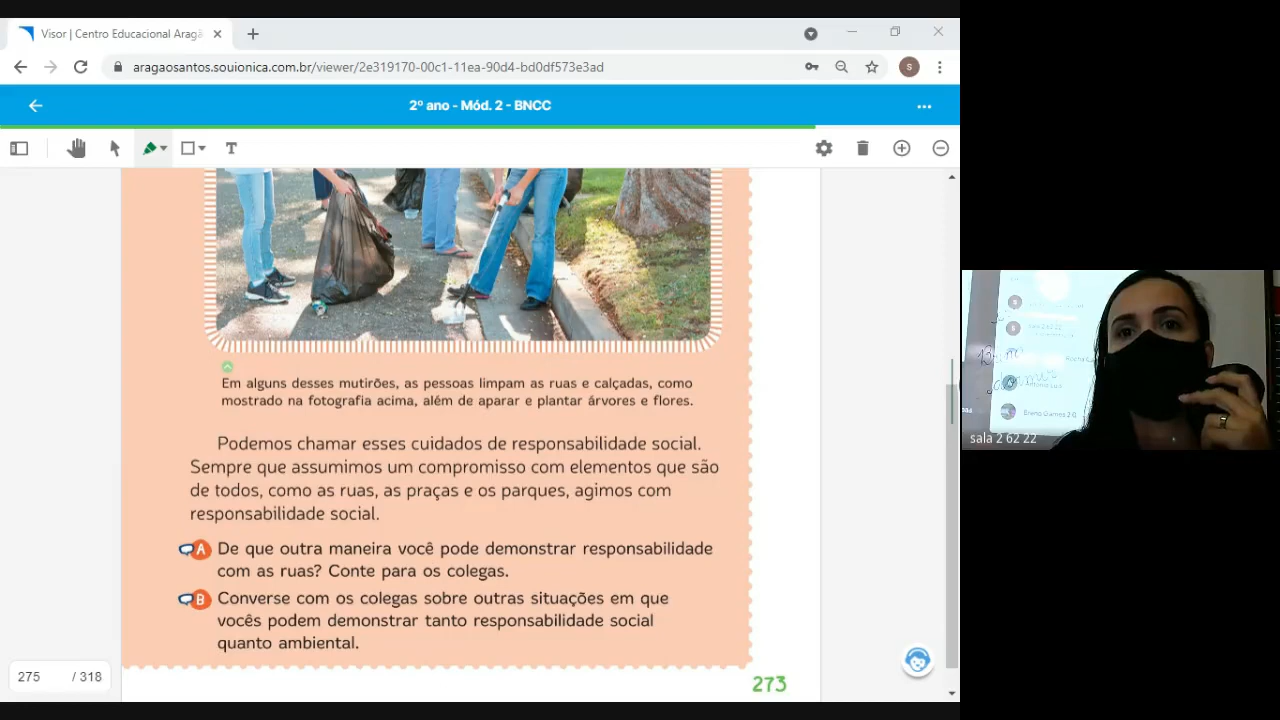 Visor | Centro Educacional Aragã
aragaosantos.souionica.com.br/viewer/2e319170-00c1-11ea-90d4-bd0df573e3ad
S
2º ano - Mód. 2 - BNCC
T
Em alguns desses mutirões, as pessoas limpam as ruas e calçadas, como
mostrado na fotografia acima, além de aparar e plantar árvores e flores.
Podemos chamar esses cuidados de responsabilidade social.
Sempre que assumimos um compromisso com elementos que são
de todos, como as ruas, as praças e os parques, agimos com
responsabilidade social.
A De que outra maneira você pode demonstrar responsabilidade
com as ruas? Conte para os colegas.
B Converse com os colegas sobre outras situações em que
vocês podem demonstrar tanto responsabilidade social
quanto ambiental.
273
275 / 318
sala 2 62 22